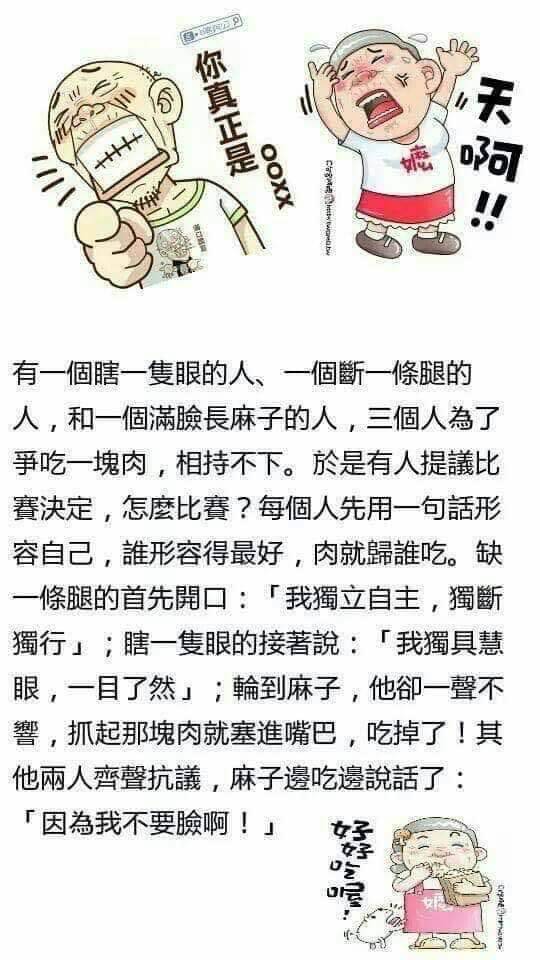 你真正是
ooxx
天
啊
!!
嬤
有一個瞎一隻眼的人、一個斷一條腿的
人，和一個滿臉長麻子的人，三個人為了
爭吃一塊肉，相持不下。於是有人提議比
賽決定，怎麼比賽？每個人先用一句話形
容自己，誰形容得最好，肉就歸誰吃。缺
一條腿的首先開口：「我獨立自主，獨斷
獨行」；瞎一隻眼的接著說：「我獨具慧
眼，一目了然」；輪到麻子，他卻一聲不
響，抓起那塊肉就塞進嘴巴，吃掉了！其
他兩人齊聲抗議，麻子邊吃邊說話了：
「因為我不要臉啊！」
好
好
吃
喔!
嬤